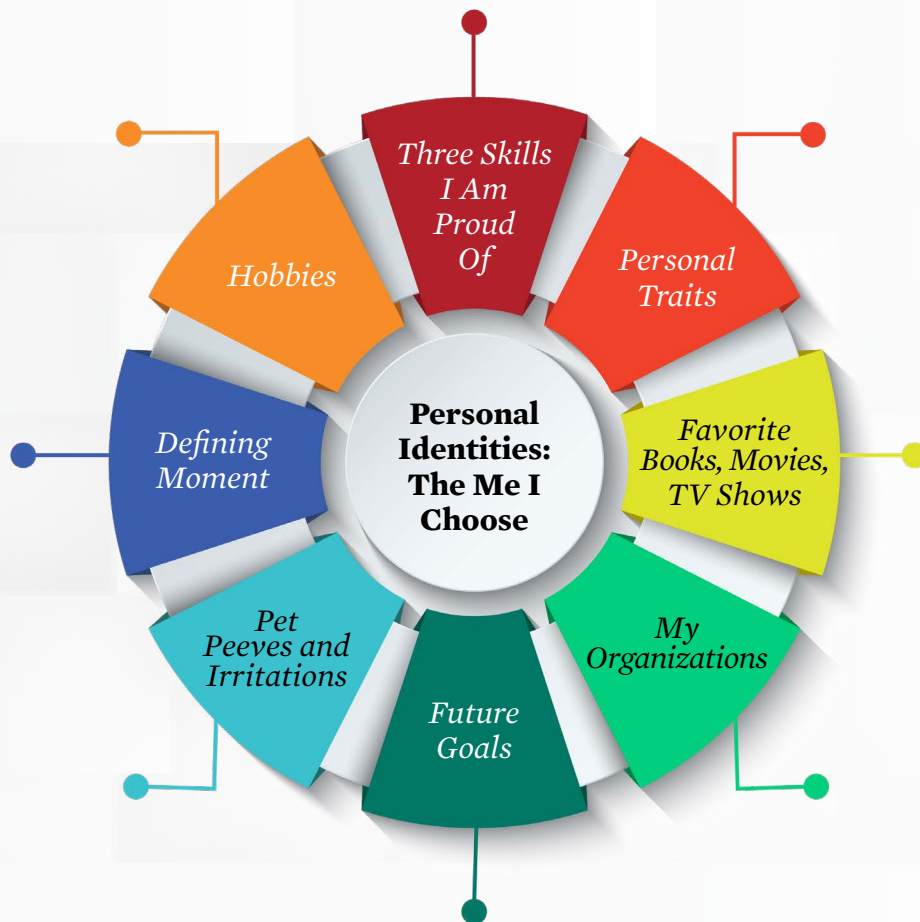 Three Skills
I Am
Proud
Of
Personal
Traits
Favorite
Books, Movies,
TV Shows
My
Organizations
Future
Goals
Pet
Peeves and
Irritations
Defining
Moment
Hobbies
Personal
Identities:
The Me I
Choose